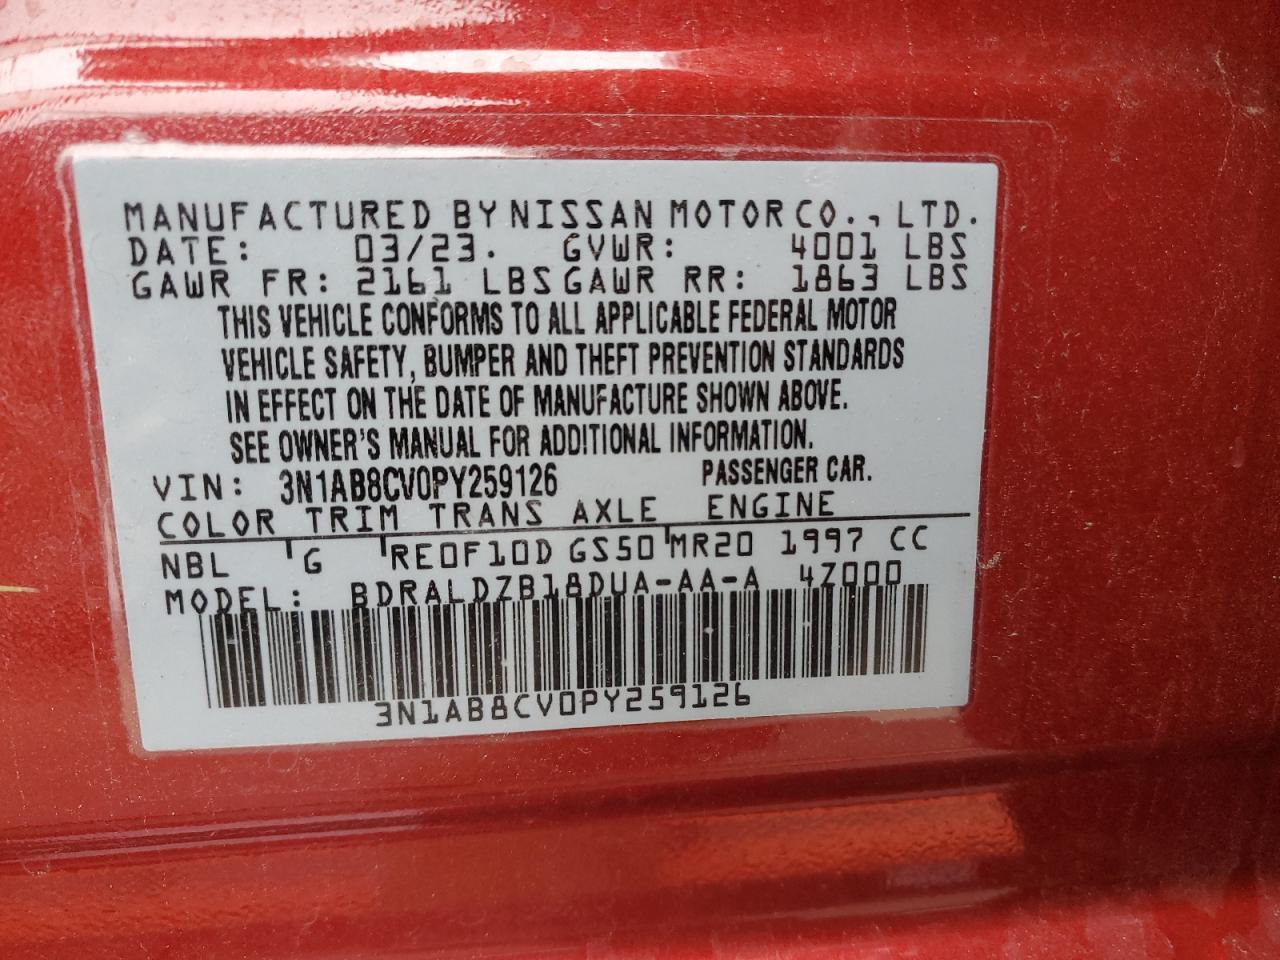 MANUFACTURED BY NISSAN MOTOR CO., LTD.
DATE: 03/23. GVWR: 4001 LBS
GAWR FR: 2161 LBS GAWR RR: 1863 LBS
THIS VEHICLE CONFORMS TO ALL APPLICABLE FEDERAL MOTOR
VEHICLE SAFETY, BUMPER AND THEFT PREVENTION STANDARDS
IN EFFECT ON THE DATE OF MANUFACTURE SHOWN ABOVE.
SEE OWNER'S MANUAL FOR ADDITIONAL INFORMATION.
VIN: 3N1AB8CV0PY259126 PASSENGER CAR.
COLOR TRIM TRANS AXLE ENGINE
NBL G RE0F10D GS50 MR20 1997 CC
MODEL: BDRALDZB18DUA-AA-A 4Z000
3N1AB8CV0PY259126